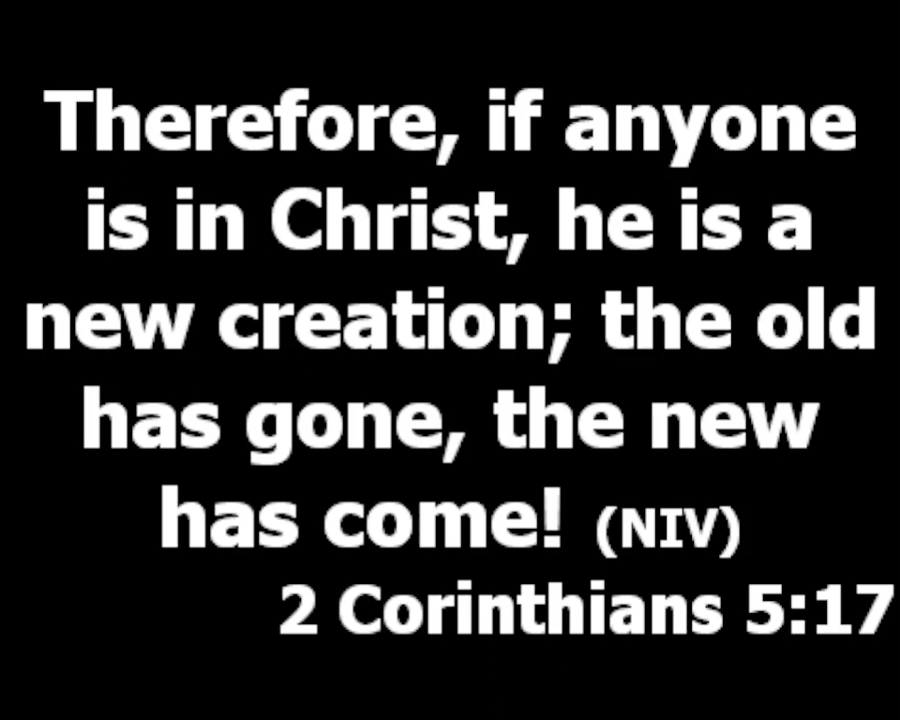 Therefore, if anyone
is in Christ, he is a
new creation; the old
has gone, the new
has come! (NIV)
2 Corinthians 5:17